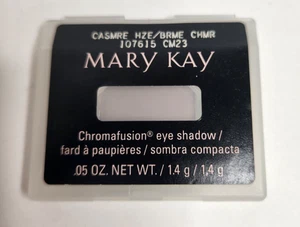 CASMRE HZE/BRME CHMR
107615 CM23
MARY KAY
Chromafusion® eye shadow /
fard à paupières / sombra compacta
.05 OZ. NET WT. / 1.4 g / 1,4 g